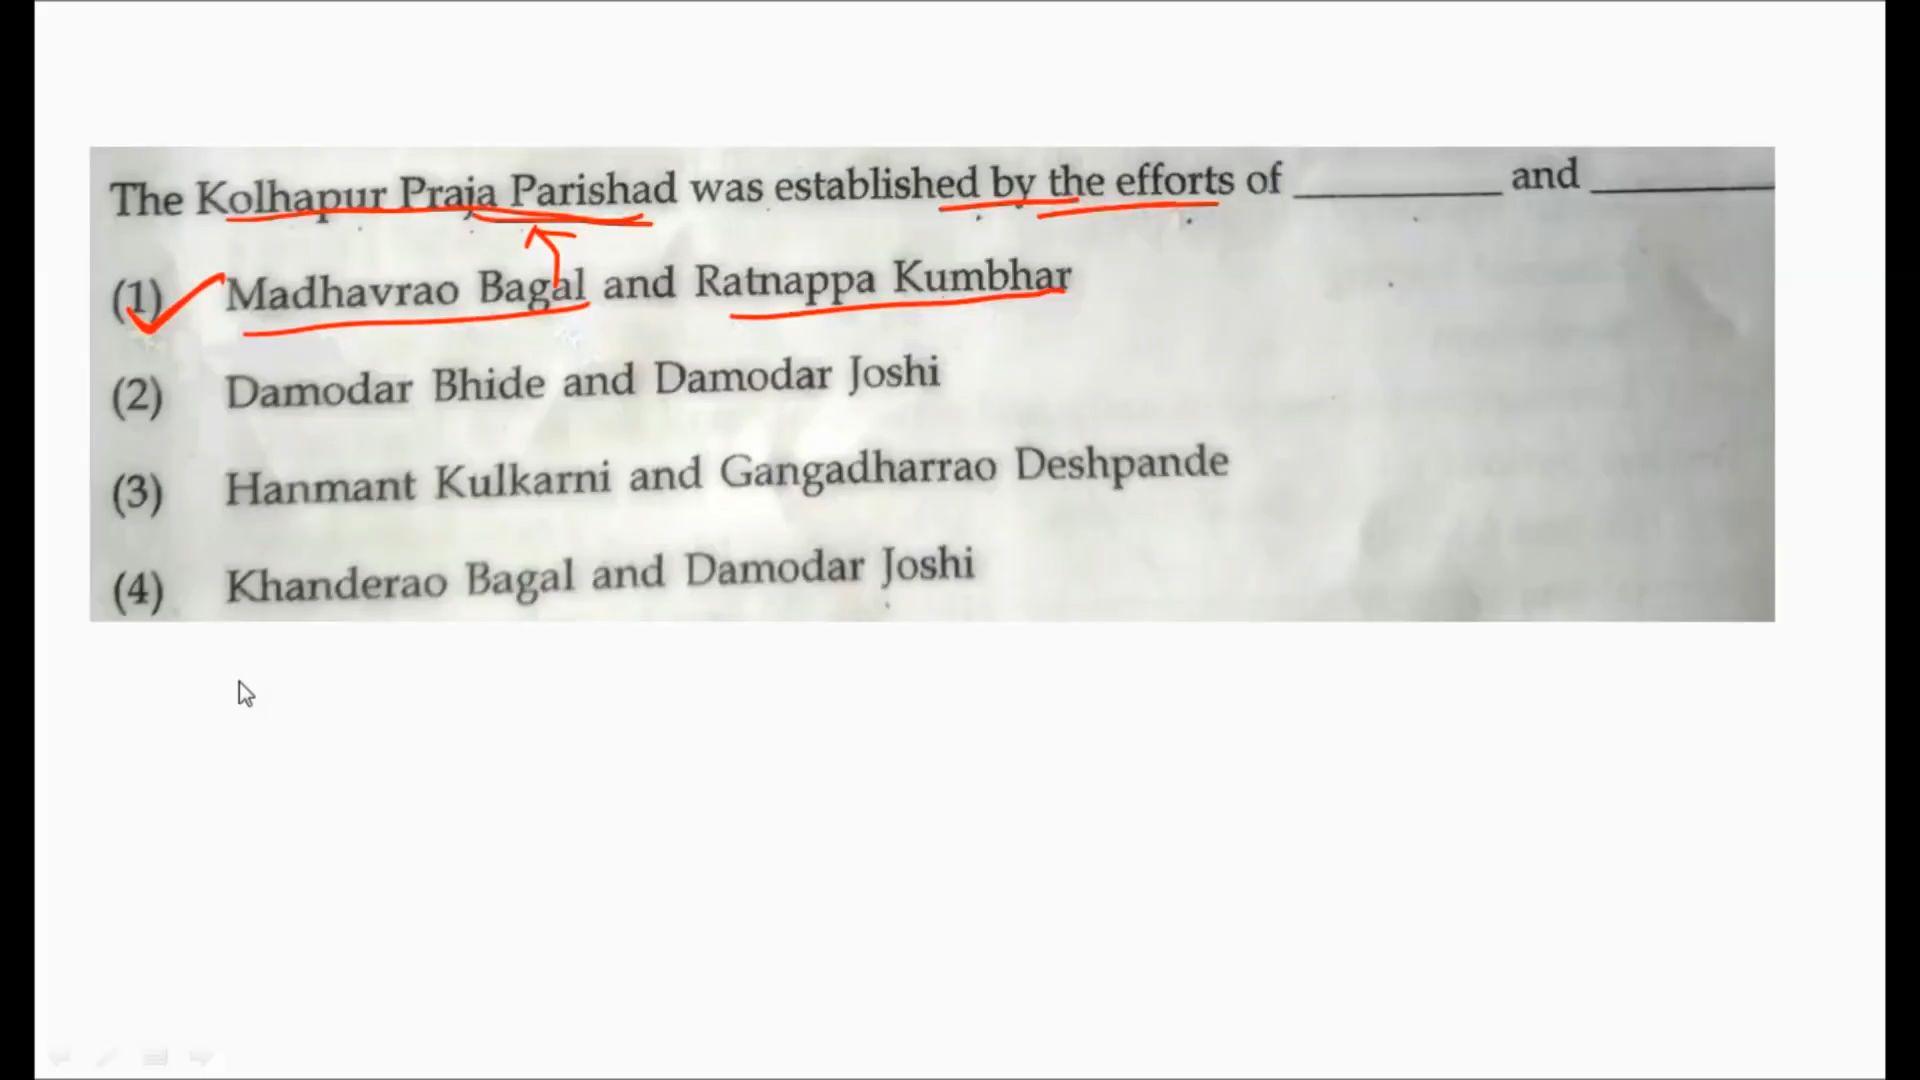 The Kolhapur Praja Parishad was established by the efforts of __________ and __________
(1) Madhavrao Bagal and Ratnappa Kumbhar
(2) Damodar Bhide and Damodar Joshi
(3) Hanmant Kulkarni and Gangadharrao Deshpande
(4) Khanderao Bagal and Damodar Joshi